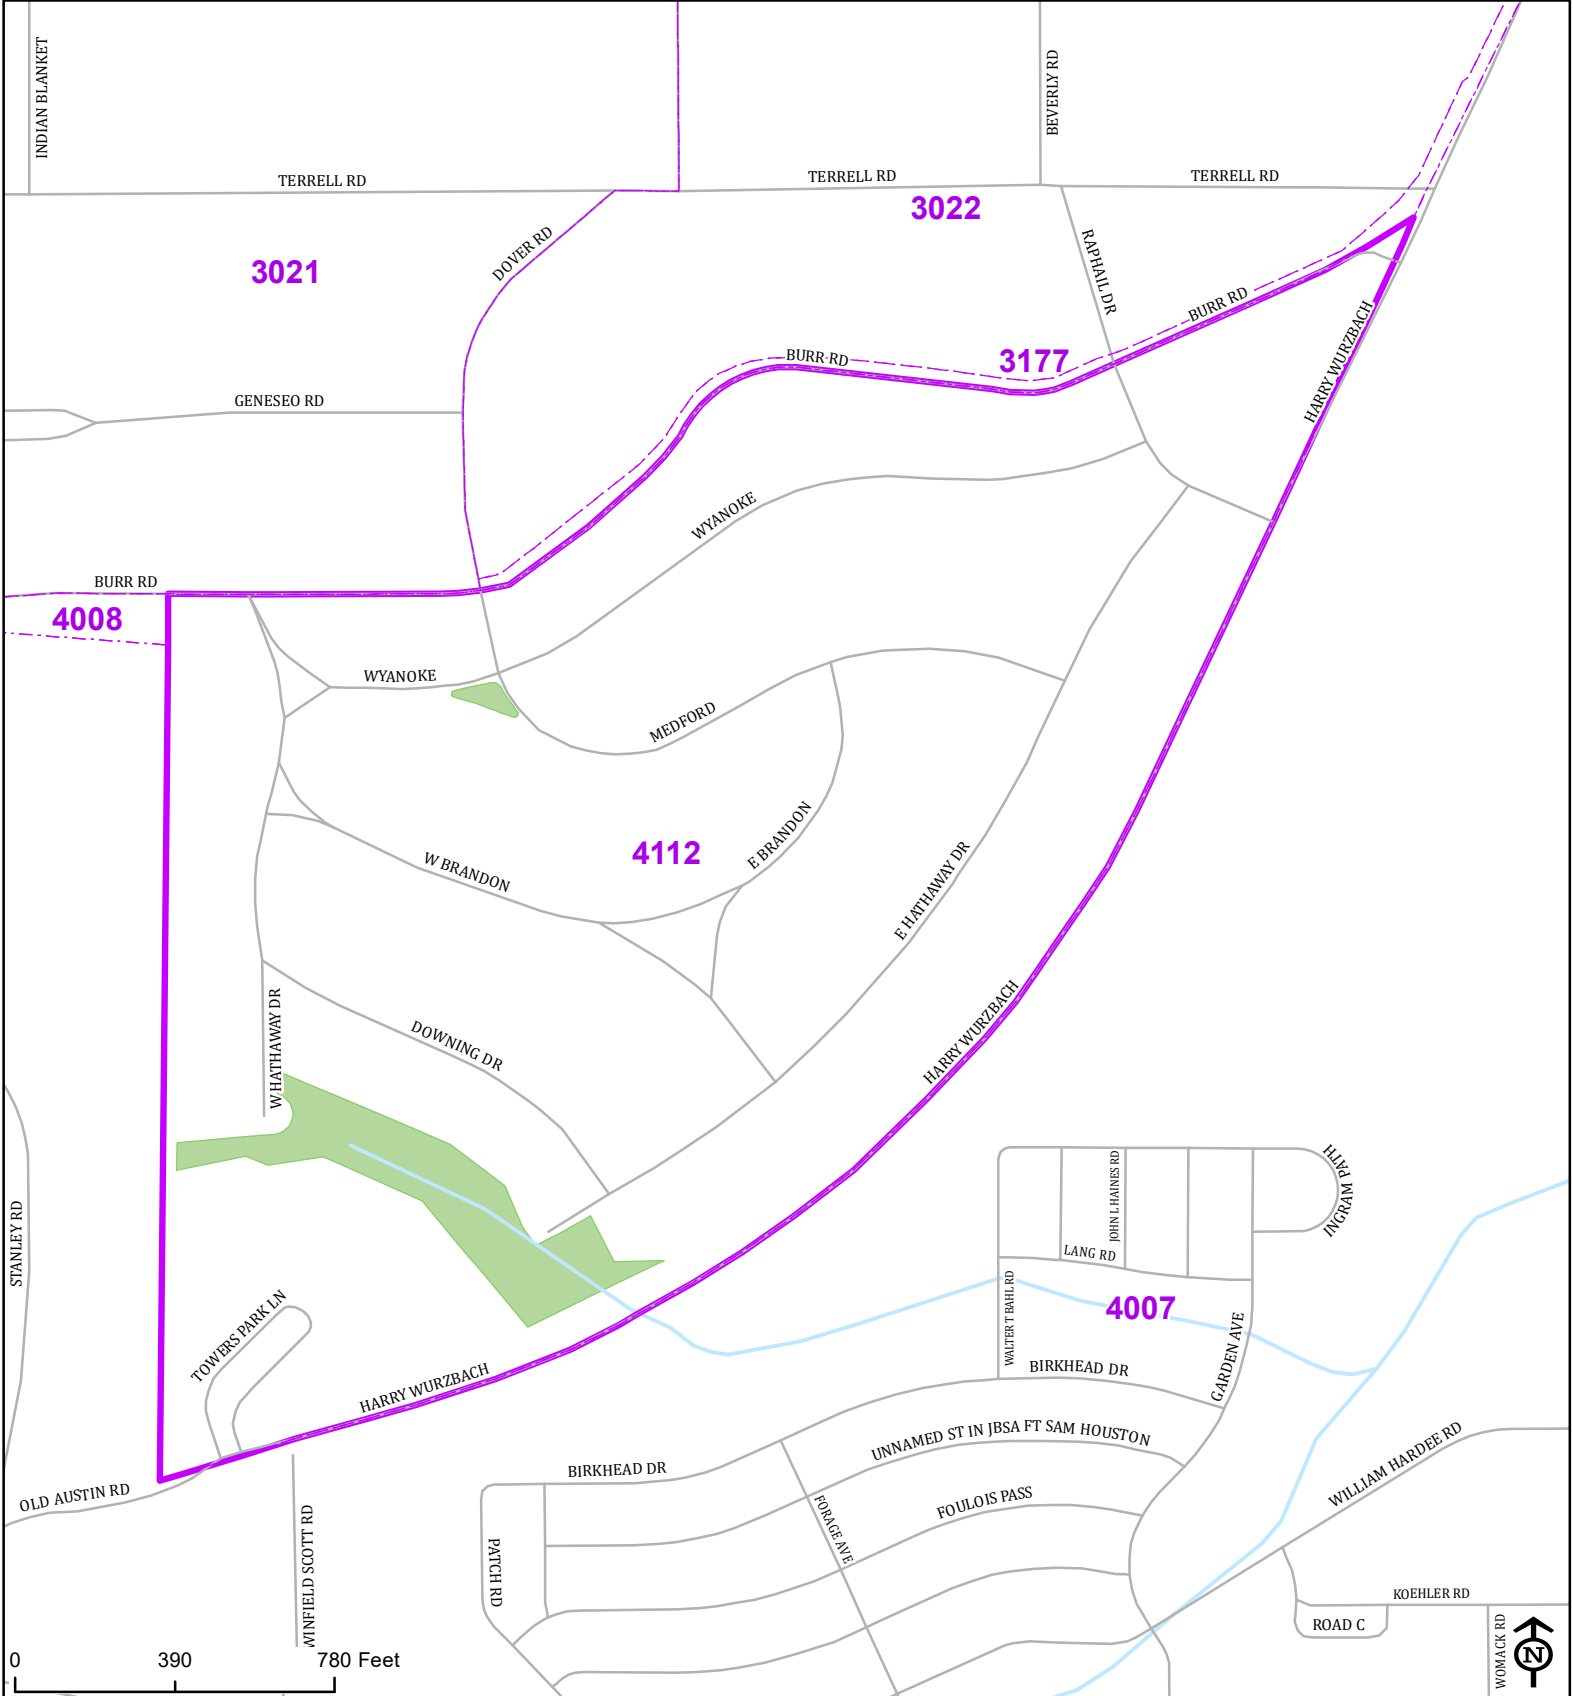 INDIAN BLANKET
BEVERLY RD
TERRELL RD
TERRELL RD
TERRELL RD
3022
DOVER RD
RAPHAIL DR
3021
BURR RD
HARRY WURZBACH
BURR RD
3177
GENESEO RD
WYANOKE
BURR RD
4008
WYANOKE
MEDFORD
4112
E BRANDON
W BRANDON
E HATHAWAY DR
W HATHAWAY DR
DOWNING DR
HARRY WURZBACH
STANLEY RD
JOHN L HAINES RD
INGRAM PATH
LANG RD
WALTER T BAHL RD
4007
GARDEN AVE
TOWERS PARK LN
HARRY WURZBACH
BIRKHEAD DR
UNNAMED ST IN JBSA FT SAM HOUSTON
BIRKHEAD DR
WILLIAM HARDEE RD
OLD AUSTIN RD
FOULOIS PASS
FORAGE AVE
WINFIELD SCOTT RD
PATCH RD
KOEHLER RD
ROAD C
WOMACK RD
0 390 780 Feet
N